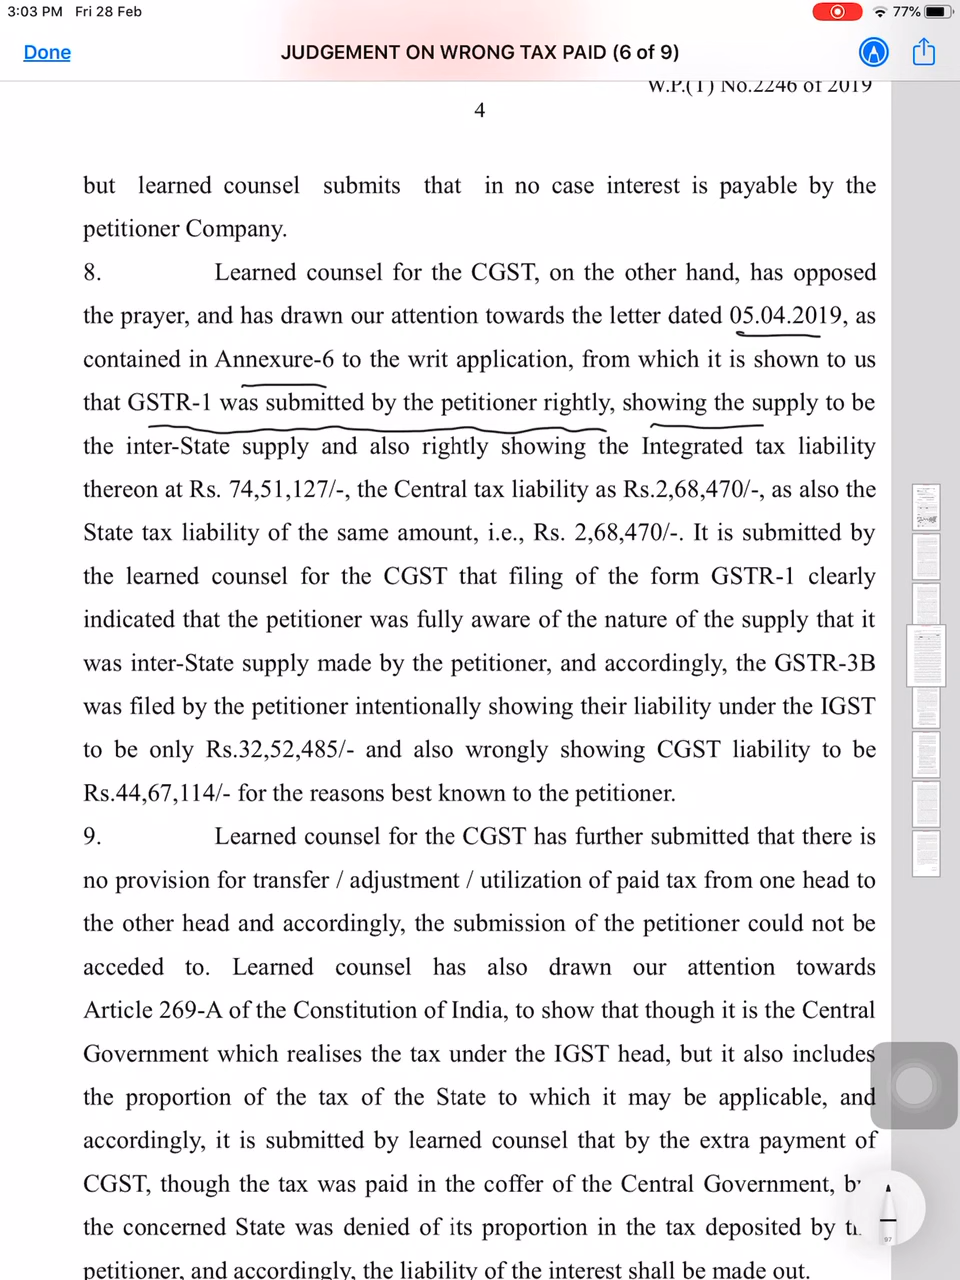 3:03 PM Fri 28 Feb
77%
Done
JUDGEMENT ON WRONG TAX PAID (6 of 9)
W.P.(T) No.2246 of 2019
4
but learned counsel submits that in no case interest is payable by the
petitioner Company.
8. Learned counsel for the CGST, on the other hand, has opposed
the prayer, and has drawn our attention towards the letter dated 05.04.2019, as
contained in Annexure-6 to the writ application, from which it is shown to us
that GSTR-1 was submitted by the petitioner rightly, showing the supply to be
the inter-State supply and also rightly showing the Integrated tax liability
thereon at Rs. 74,51,127/-, the Central tax liability as Rs.2,68,470/-, as also the
State tax liability of the same amount, i.e., Rs. 2,68,470/-. It is submitted by
the learned counsel for the CGST that filing of the form GSTR-1 clearly
indicated that the petitioner was fully aware of the nature of the supply that it
was inter-State supply made by the petitioner, and accordingly, the GSTR-3B
was filed by the petitioner intentionally showing their liability under the IGST
to be only Rs.32,52,485/- and also wrongly showing CGST liability to be
Rs.44,67,114/- for the reasons best known to the petitioner.
9. Learned counsel for the CGST has further submitted that there is
no provision for transfer / adjustment / utilization of paid tax from one head to
the other head and accordingly, the submission of the petitioner could not be
acceded to. Learned counsel has also drawn our attention towards
Article 269-A of the Constitution of India, to show that though it is the Central
Government which realises the tax under the IGST head, but it also includes
the proportion of the tax of the State to which it may be applicable, and
accordingly, it is submitted by learned counsel that by the extra payment of
CGST, though the tax was paid in the coffer of the Central Government,
the concerned State was denied of its proportion in the tax deposited by
97
petitioner, and accordingly, the liability of the interest shall be made out.